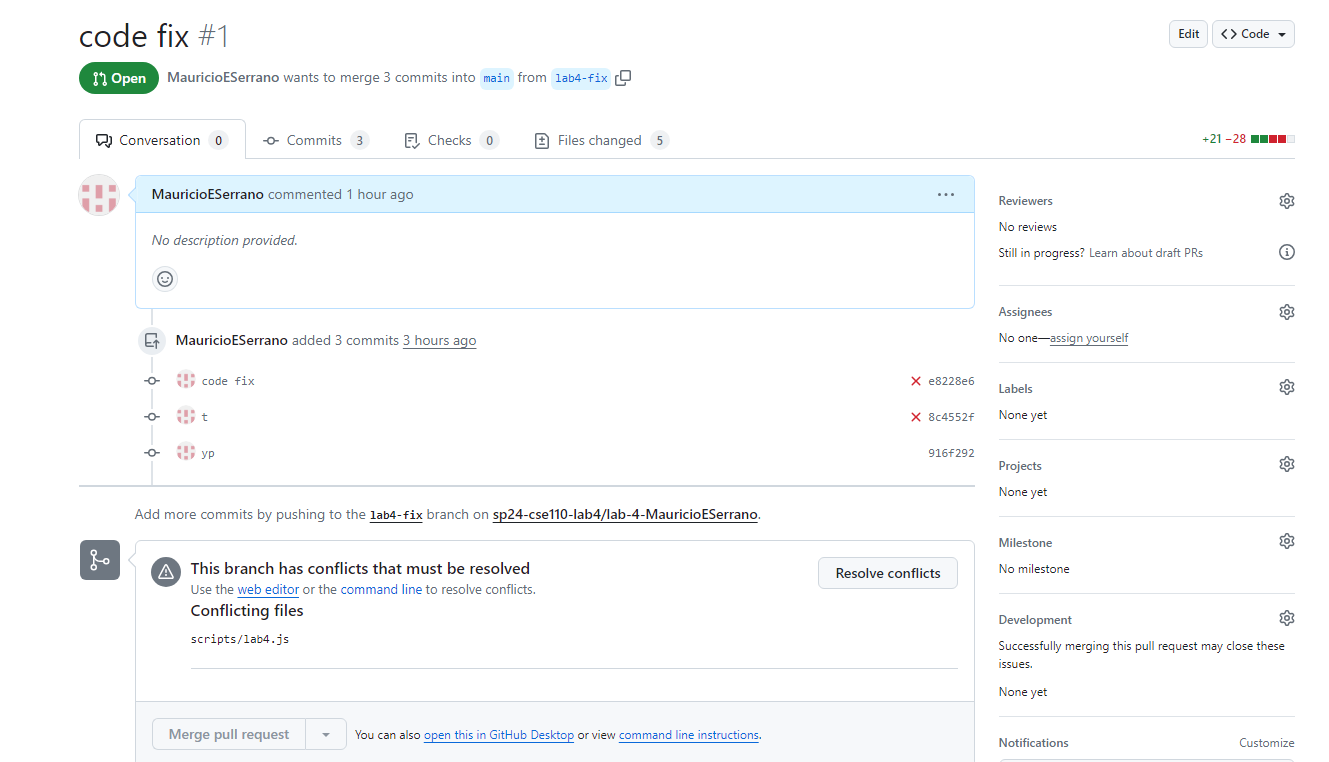 code fix #1
Edit
Code
Open
MauricioESerrano wants to merge 3 commits into main from lab4-fix
Conversation 0
Commits 3
Checks 0
Files changed 5
+21 −28
MauricioESerrano commented 1 hour ago
No description provided.
MauricioESerrano added 3 commits 3 hours ago
code fix e8228e6
t 8c4552f
yp 916f292
Add more commits by pushing to the lab4-fix branch on sp24-cse110-lab4/lab-4-MauricioESerrano.
This branch has conflicts that must be resolved
Use the web editor or the command line to resolve conflicts.
Resolve conflicts
Conflicting files
scripts/lab4.js
Merge pull request
You can also open this in GitHub Desktop or view command line instructions.
Reviewers
No reviews
Still in progress? Learn about draft PRs
Assignees
No one—assign yourself
Labels
None yet
Projects
None yet
Milestone
No milestone
Development
Successfully merging this pull request may close these
issues.
None yet
Notifications
Customize